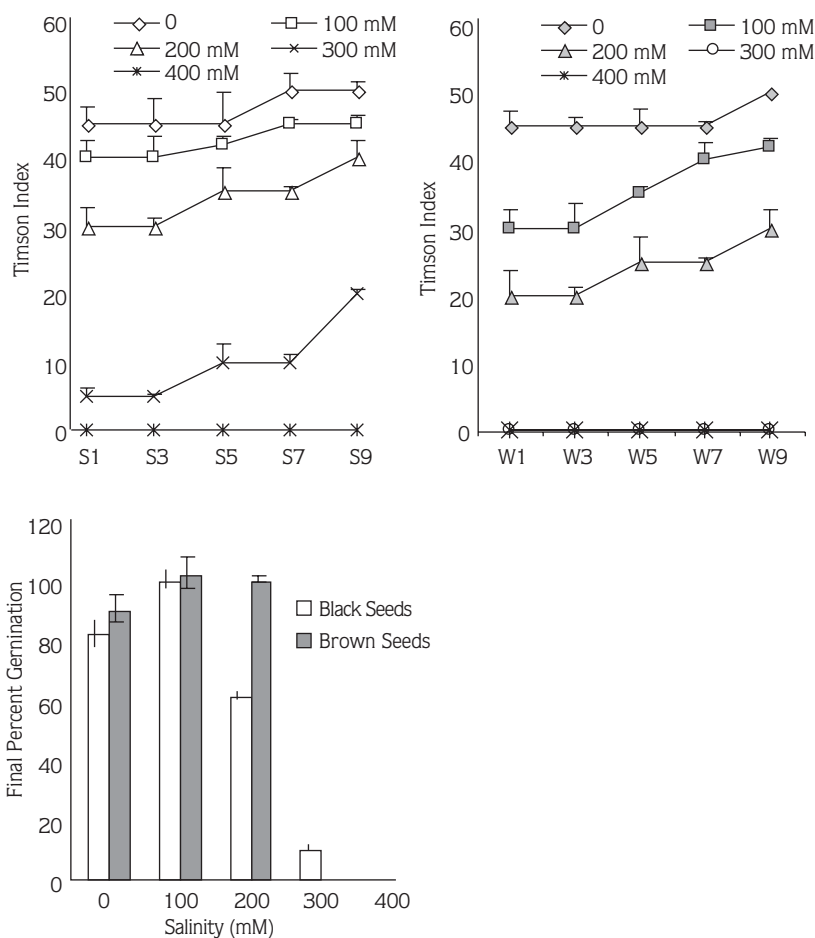 0
100 mM
200 mM
300 mM
400 mM
60
50
40
30
20
10
0
Timson Index
S1 S3 S5 S7 S9
0
100 mM
200 mM
300 mM
400 mM
60
50
40
30
20
10
0
Timson Index
W1 W3 W5 W7 W9
120
100
80
60
40
20
0
Final Percent Gernination
Black Seeds
Brown Seeds
0 100 200 300 400
Salinity (mM)